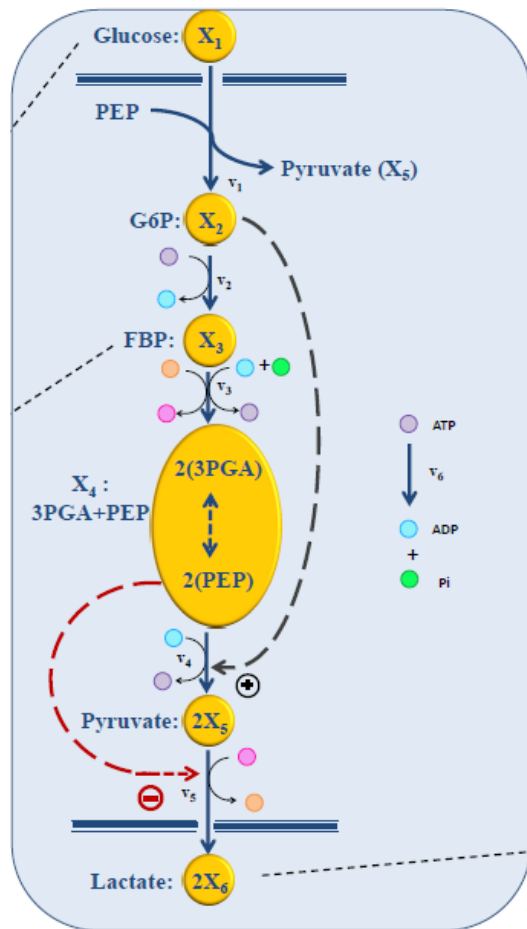 Glucose: X₁
PEP
Pyruvate (X₅)
v₁
G6P: X₂
v₂
FBP: X₃
+
v₃
2(3PGA)
X₄ :
3PGA+PEP
2(PEP)
ATP
v₆
ADP
+
Pi
v₄
+
Pyruvate: 2X₅
v₅
−
Lactate: 2X₆